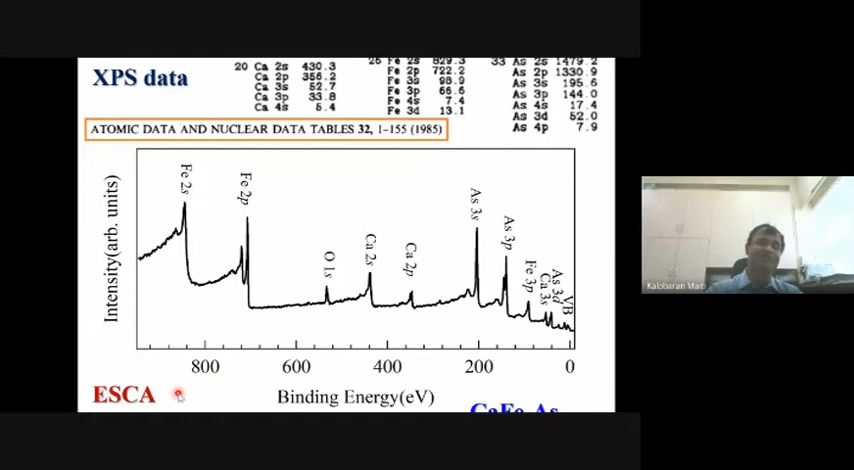 XPS data
20 Ca 2s 430.3
Ca 2p 356.2
Ca 3s 52.7
Ca 3p 33.8
Ca 4s 5.4
26 Fe 2s 829.3
Fe 2p 722.2
Fe 3s 98.9
Fe 3p 66.6
Fe 4s 7.4
Fe 3d 13.1
33 As 2s 1479.2
As 2p 1330.9
As 3s 195.6
As 3p 144.0
As 4s 17.4
As 3d 52.0
As 4p 7.9
ATOMIC DATA AND NUCLEAR DATA TABLES 32, 1–155 (1985)
Intensity(arb. units)
Fe 2s
Fe 2p
O 1s
Ca 2s
Ca 2p
As 3s
As 3p
Fe 3p
Ca 3s
As 3d
VB
800 600 400 200 0
Binding Energy(eV)
ESCA
CaFe As
Kalobaran Maiti